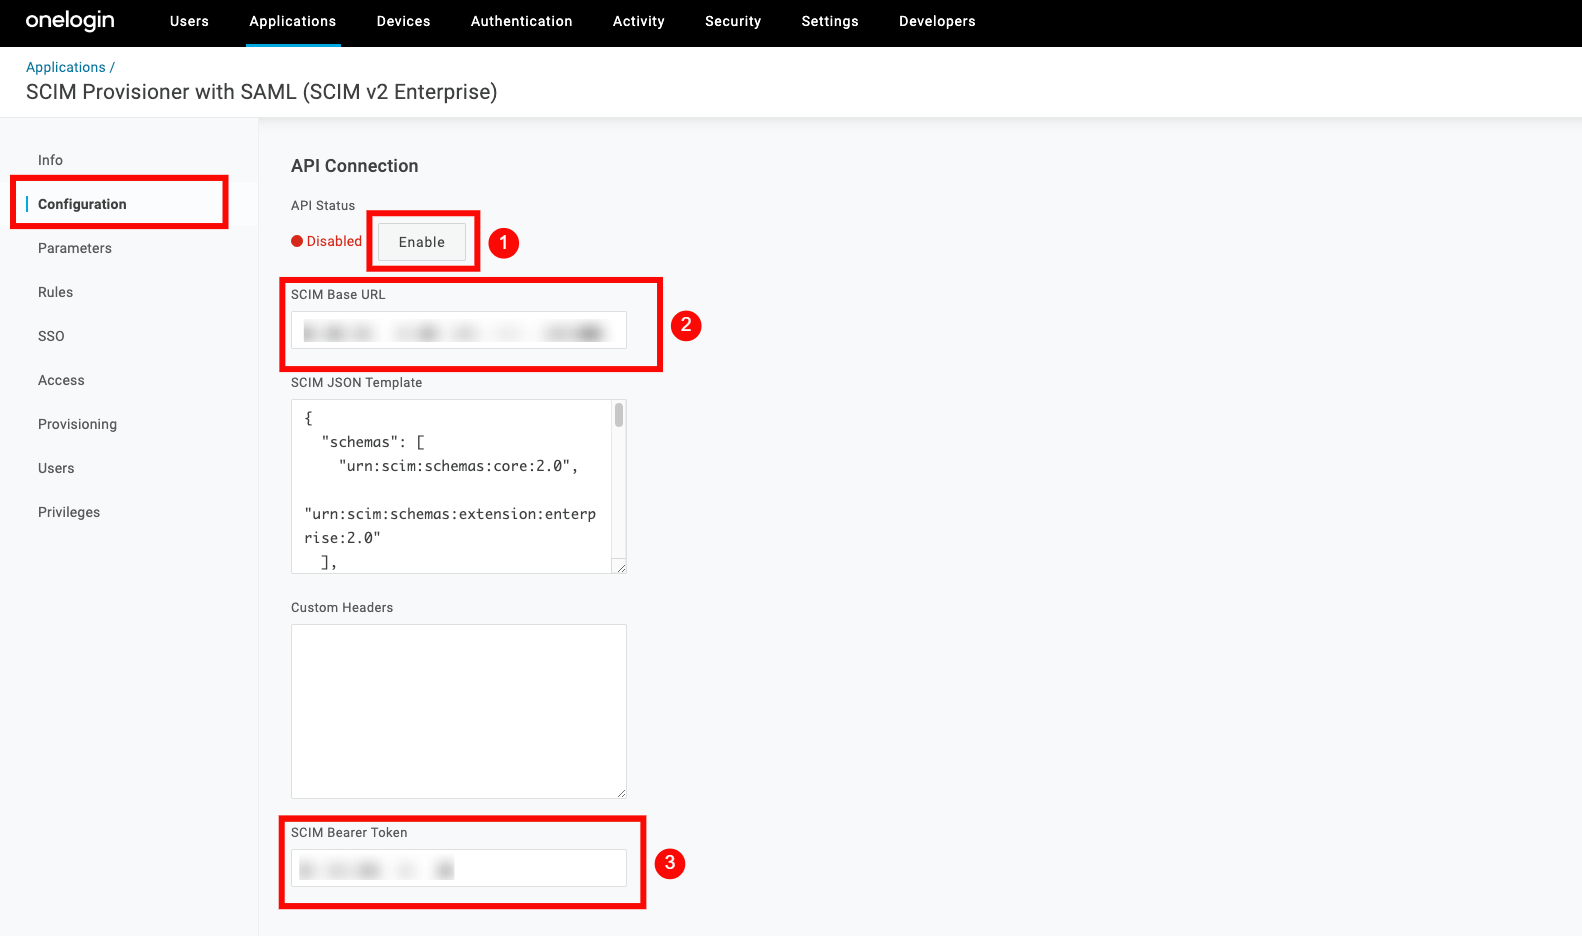 onelogin
Users Applications Devices Authentication Activity Security Settings Developers
Applications /
SCIM Provisioner with SAML (SCIM v2 Enterprise)
Info
Configuration
Parameters
Rules
SSO
Access
Provisioning
Users
Privileges
API Connection
API Status
Disabled Enable 1
SCIM Base URL
2
SCIM JSON Template
{
"schemas": [
"urn:scim:schemas:core:2.0",
"urn:scim:schemas:extension:enterp
rise:2.0"
],
Custom Headers
SCIM Bearer Token
3